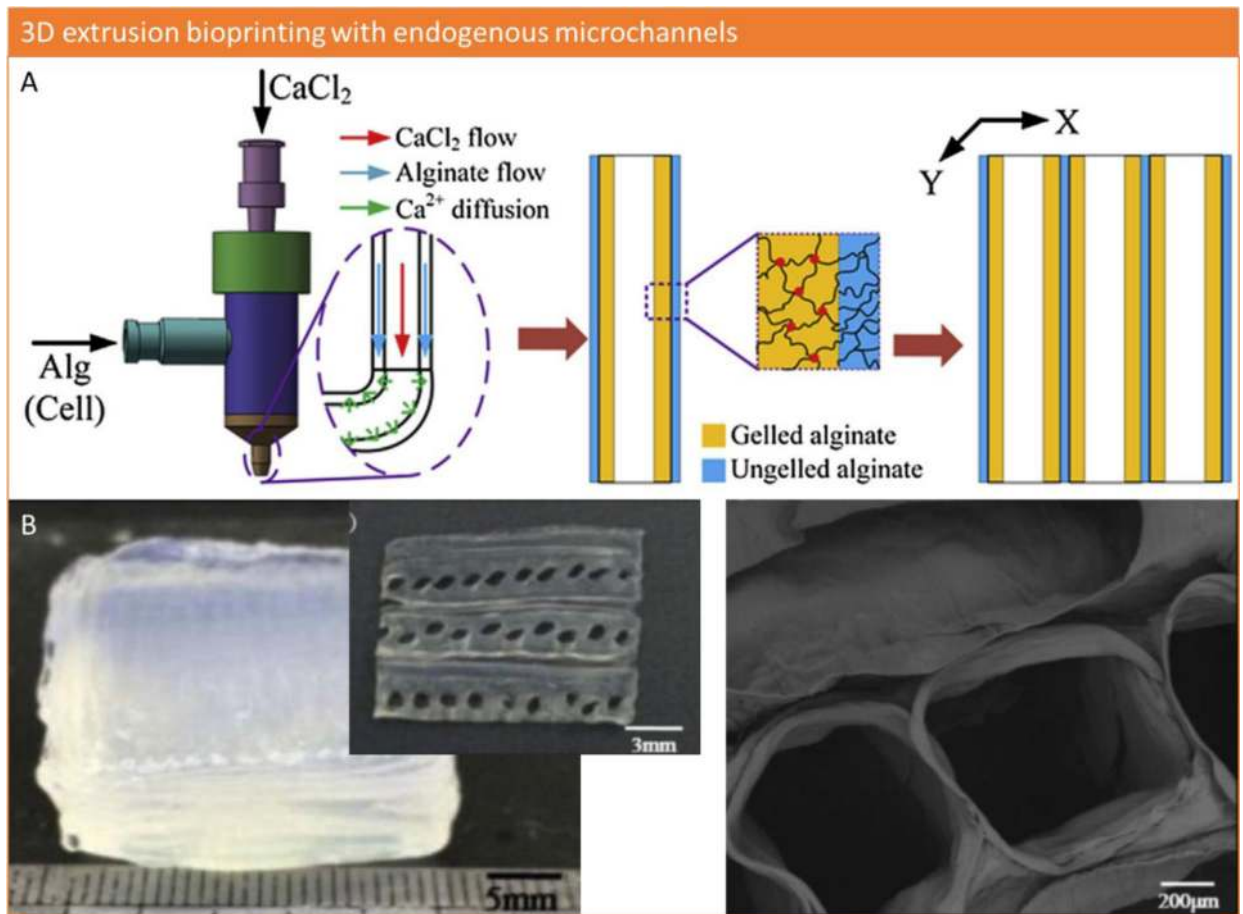 3D extrusion bioprinting with endogenous microchannels
A
CaCl₂
CaCl₂ flow
Alginate flow
Ca²⁺ diffusion
X
Y
Alg
(Cell)
Gelled alginate
Ungelled alginate
B
3mm
5mm
200μm